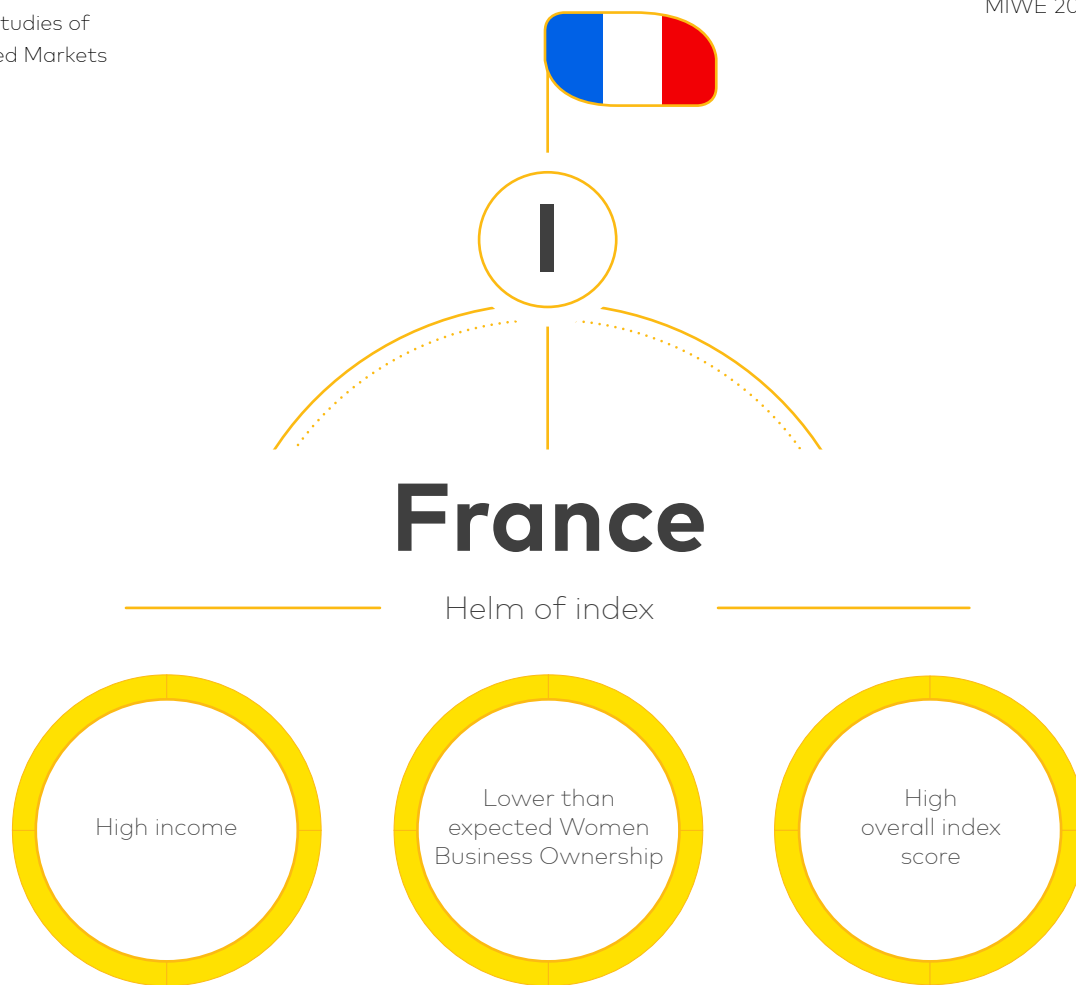 tudies of
MIWE 20
ed Markets
I
France
Helm of index
High income
Lower than
expected Women
Business Ownership
High
overall index
score